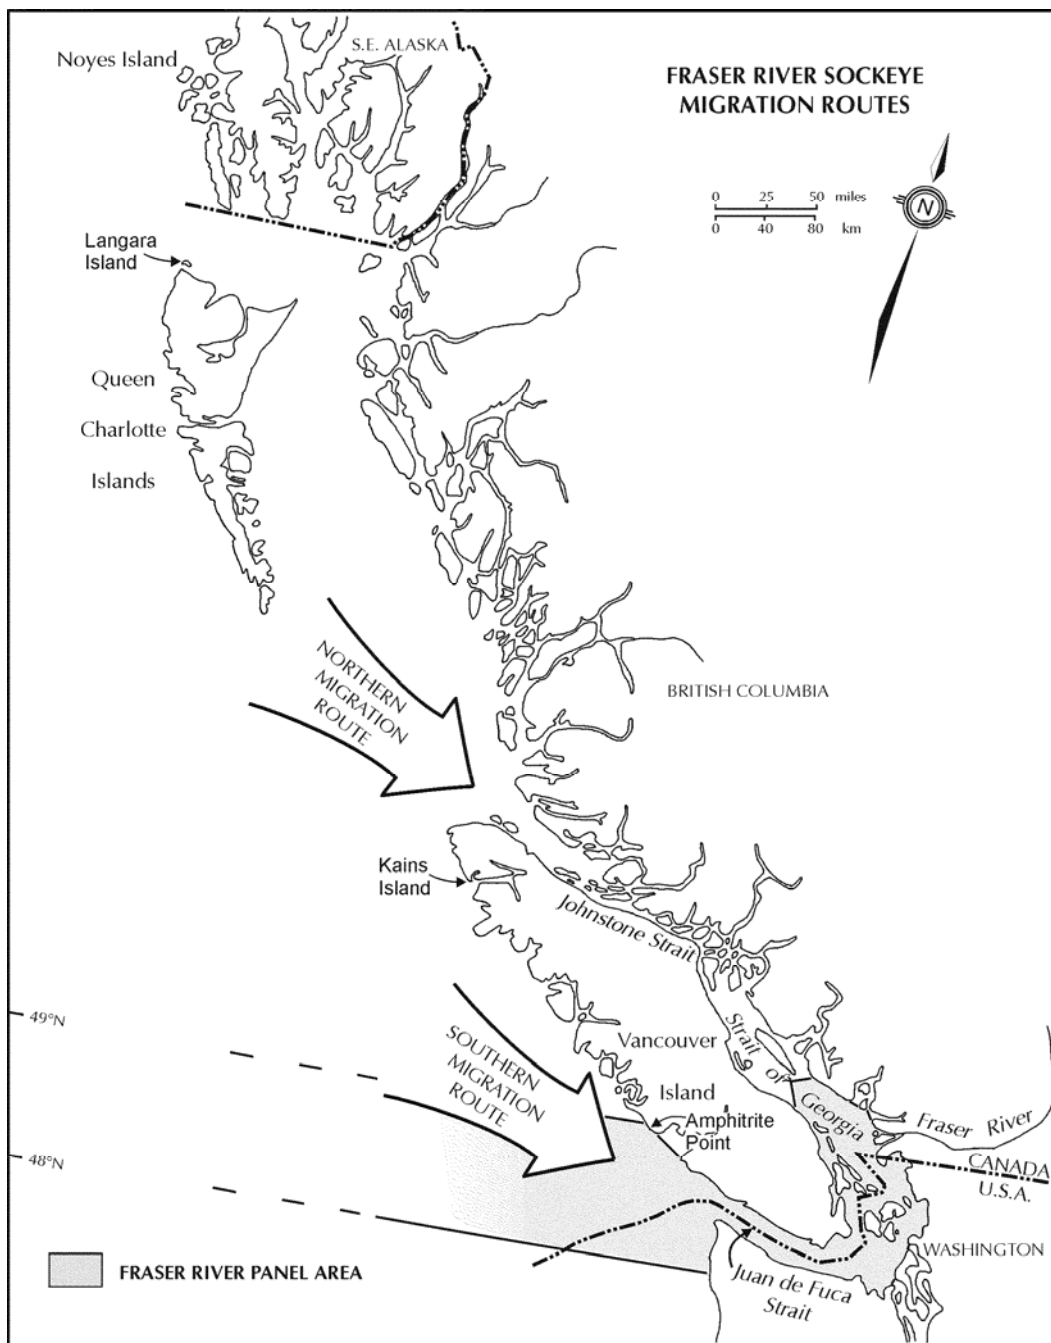 Noyes Island
S.E. ALASKA
FRASER RIVER SOCKEYE
MIGRATION ROUTES
0 25 50 miles
0 40 80 km
N
Langara
Island
Queen
Charlotte
Islands
NORTHERN
MIGRATION
ROUTE
BRITISH COLUMBIA
Kains
Island
Johnstone Strait
49°N
SOUTHERN
MIGRATION
ROUTE
Vancouver
Island
Strait of
Georgia
Amphitrite
Point
Fraser River
48°N
CANADA
U.S.A.
WASHINGTON
Juan de Fuca
Strait
FRASER RIVER PANEL AREA